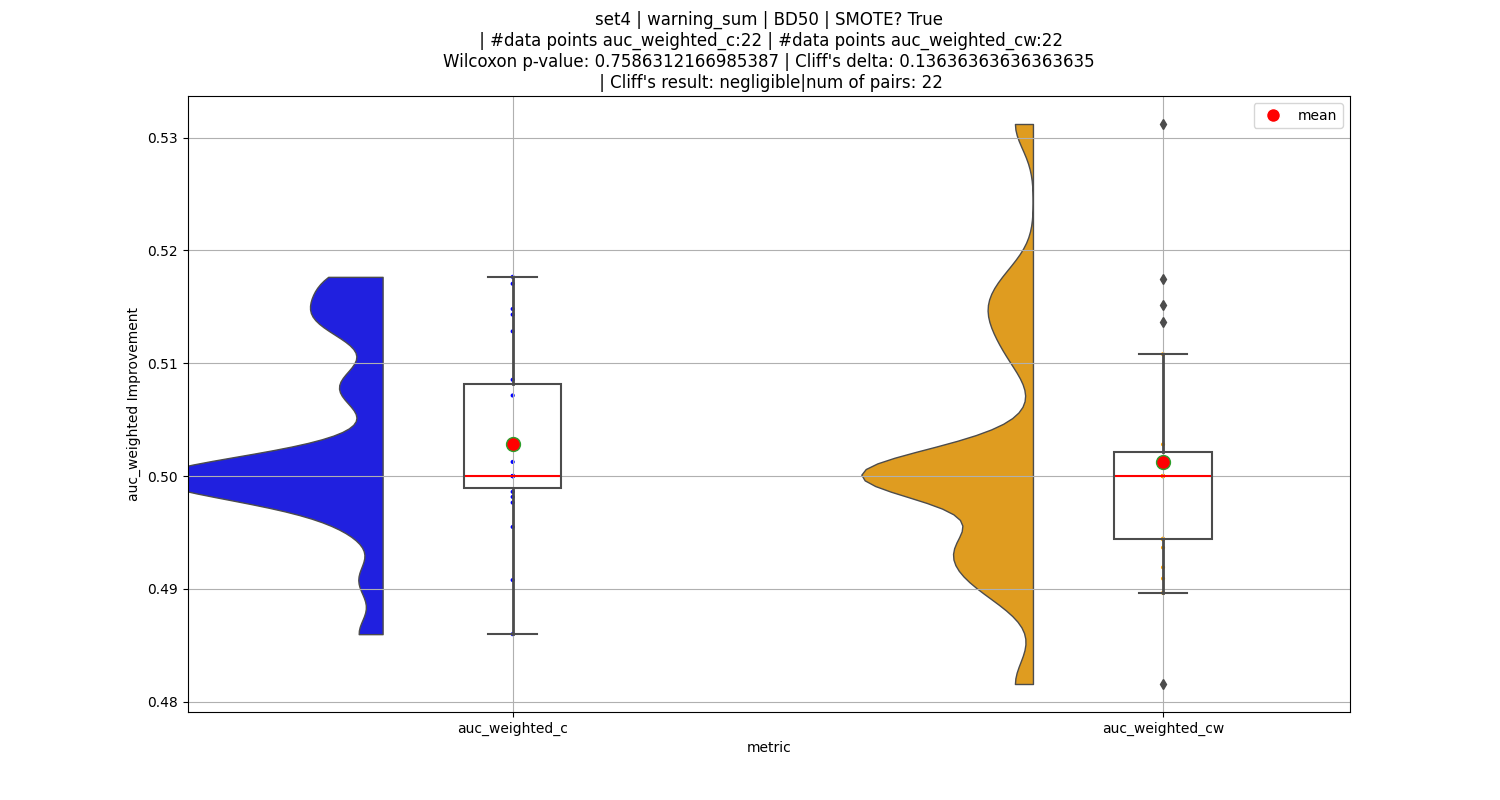 set4 | warning_sum | BD50 | SMOTE? True
| #data points auc_weighted_c:22 | #data points auc_weighted_cw:22
Wilcoxon p-value: 0.7586312166985387 | Cliff's delta: 0.13636363636363635
| Cliff's result: negligible|num of pairs: 22
mean
0.53
0.52
0.51
0.50
0.49
0.48
auc_weighted Improvement
auc_weighted_c
auc_weighted_cw
metric